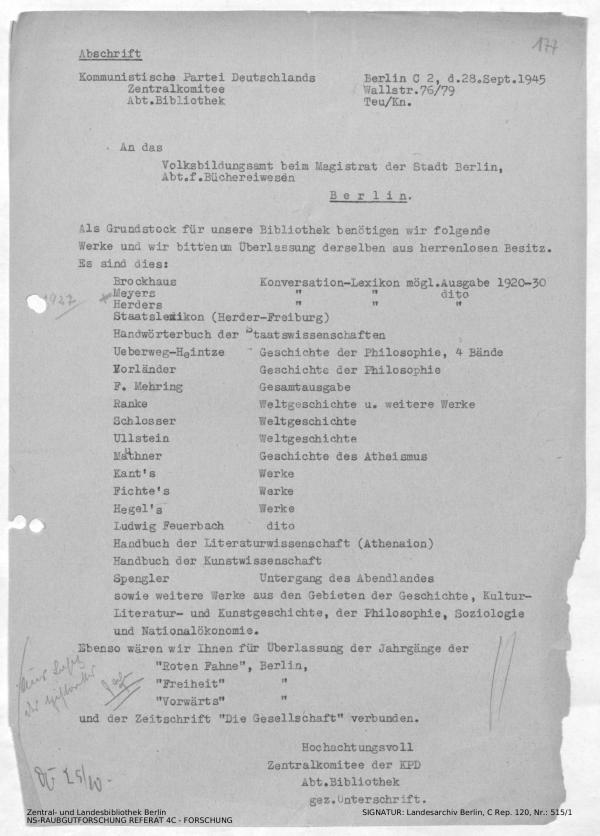 177
Abschrift
Kommunistische Partei Deutschlands Berlin C 2, d.28.Sept.1945
Zentralkomitee Wallstr.76/79
Abt.Bibliothek Teu/Kn.
An das
Volksbildungsamt beim Magistrat der Stadt Berlin,
Abt.f.Büchereiwesen
B e r l i n.
Als Grundstock für unsere Bibliothek benötigen wir folgende
Werke und wir bitten um Überlassung derselben aus herrenlosen Besitz.
Es sind dies:
Brockhaus Konversation-Lexikon mögl.Ausgabe 1920-30
1927 Meyers " " dito
Herders " " "
Staatslexikon (Herder-Freiburg)
Handwörterbuch der Staatswissenschaften
Ueberweg-Heintze Geschichte der Philosophie, 4 Bände
Vorländer Geschichte der Philosophie
F. Mehring Gesamtausgabe
Ranke Weltgeschichte u. weitere Werke
Schlosser Weltgeschichte
Ullstein Weltgeschichte
Mauthner Geschichte des Atheismus
Kant's Werke
Fichte's Werke
Hegel's Werke
Ludwig Feuerbach dito
Handbuch der Literaturwissenschaft (Athenaion)
Handbuch der Kunstwissenschaft
Spengler Untergang des Abendlandes
sowie weitere Werke aus den Gebieten der Geschichte, Kultur-
Literatur- und Kunstgeschichte, der Philosophie, Soziologie
und Nationalökonomie.
Ebenso wären wir Ihnen für Überlassung der Jahrgänge der
"Roten Fahne", Berlin,
"Freiheit" "
"Vorwärts" "
und der Zeitschrift "Die Gesellschaft" verbunden.
Hochachtungsvoll
Zentralkomitee der KPD
Abt.Bibliothek
gez.Unterschrift.
Zentral- und Landesbibliothek Berlin
NS-RAUBGUTFORSCHUNG REFERAT 4C - FORSCHUNG
SIGNATUR: Landesarchiv Berlin, C Rep. 120, Nr.: 515/1